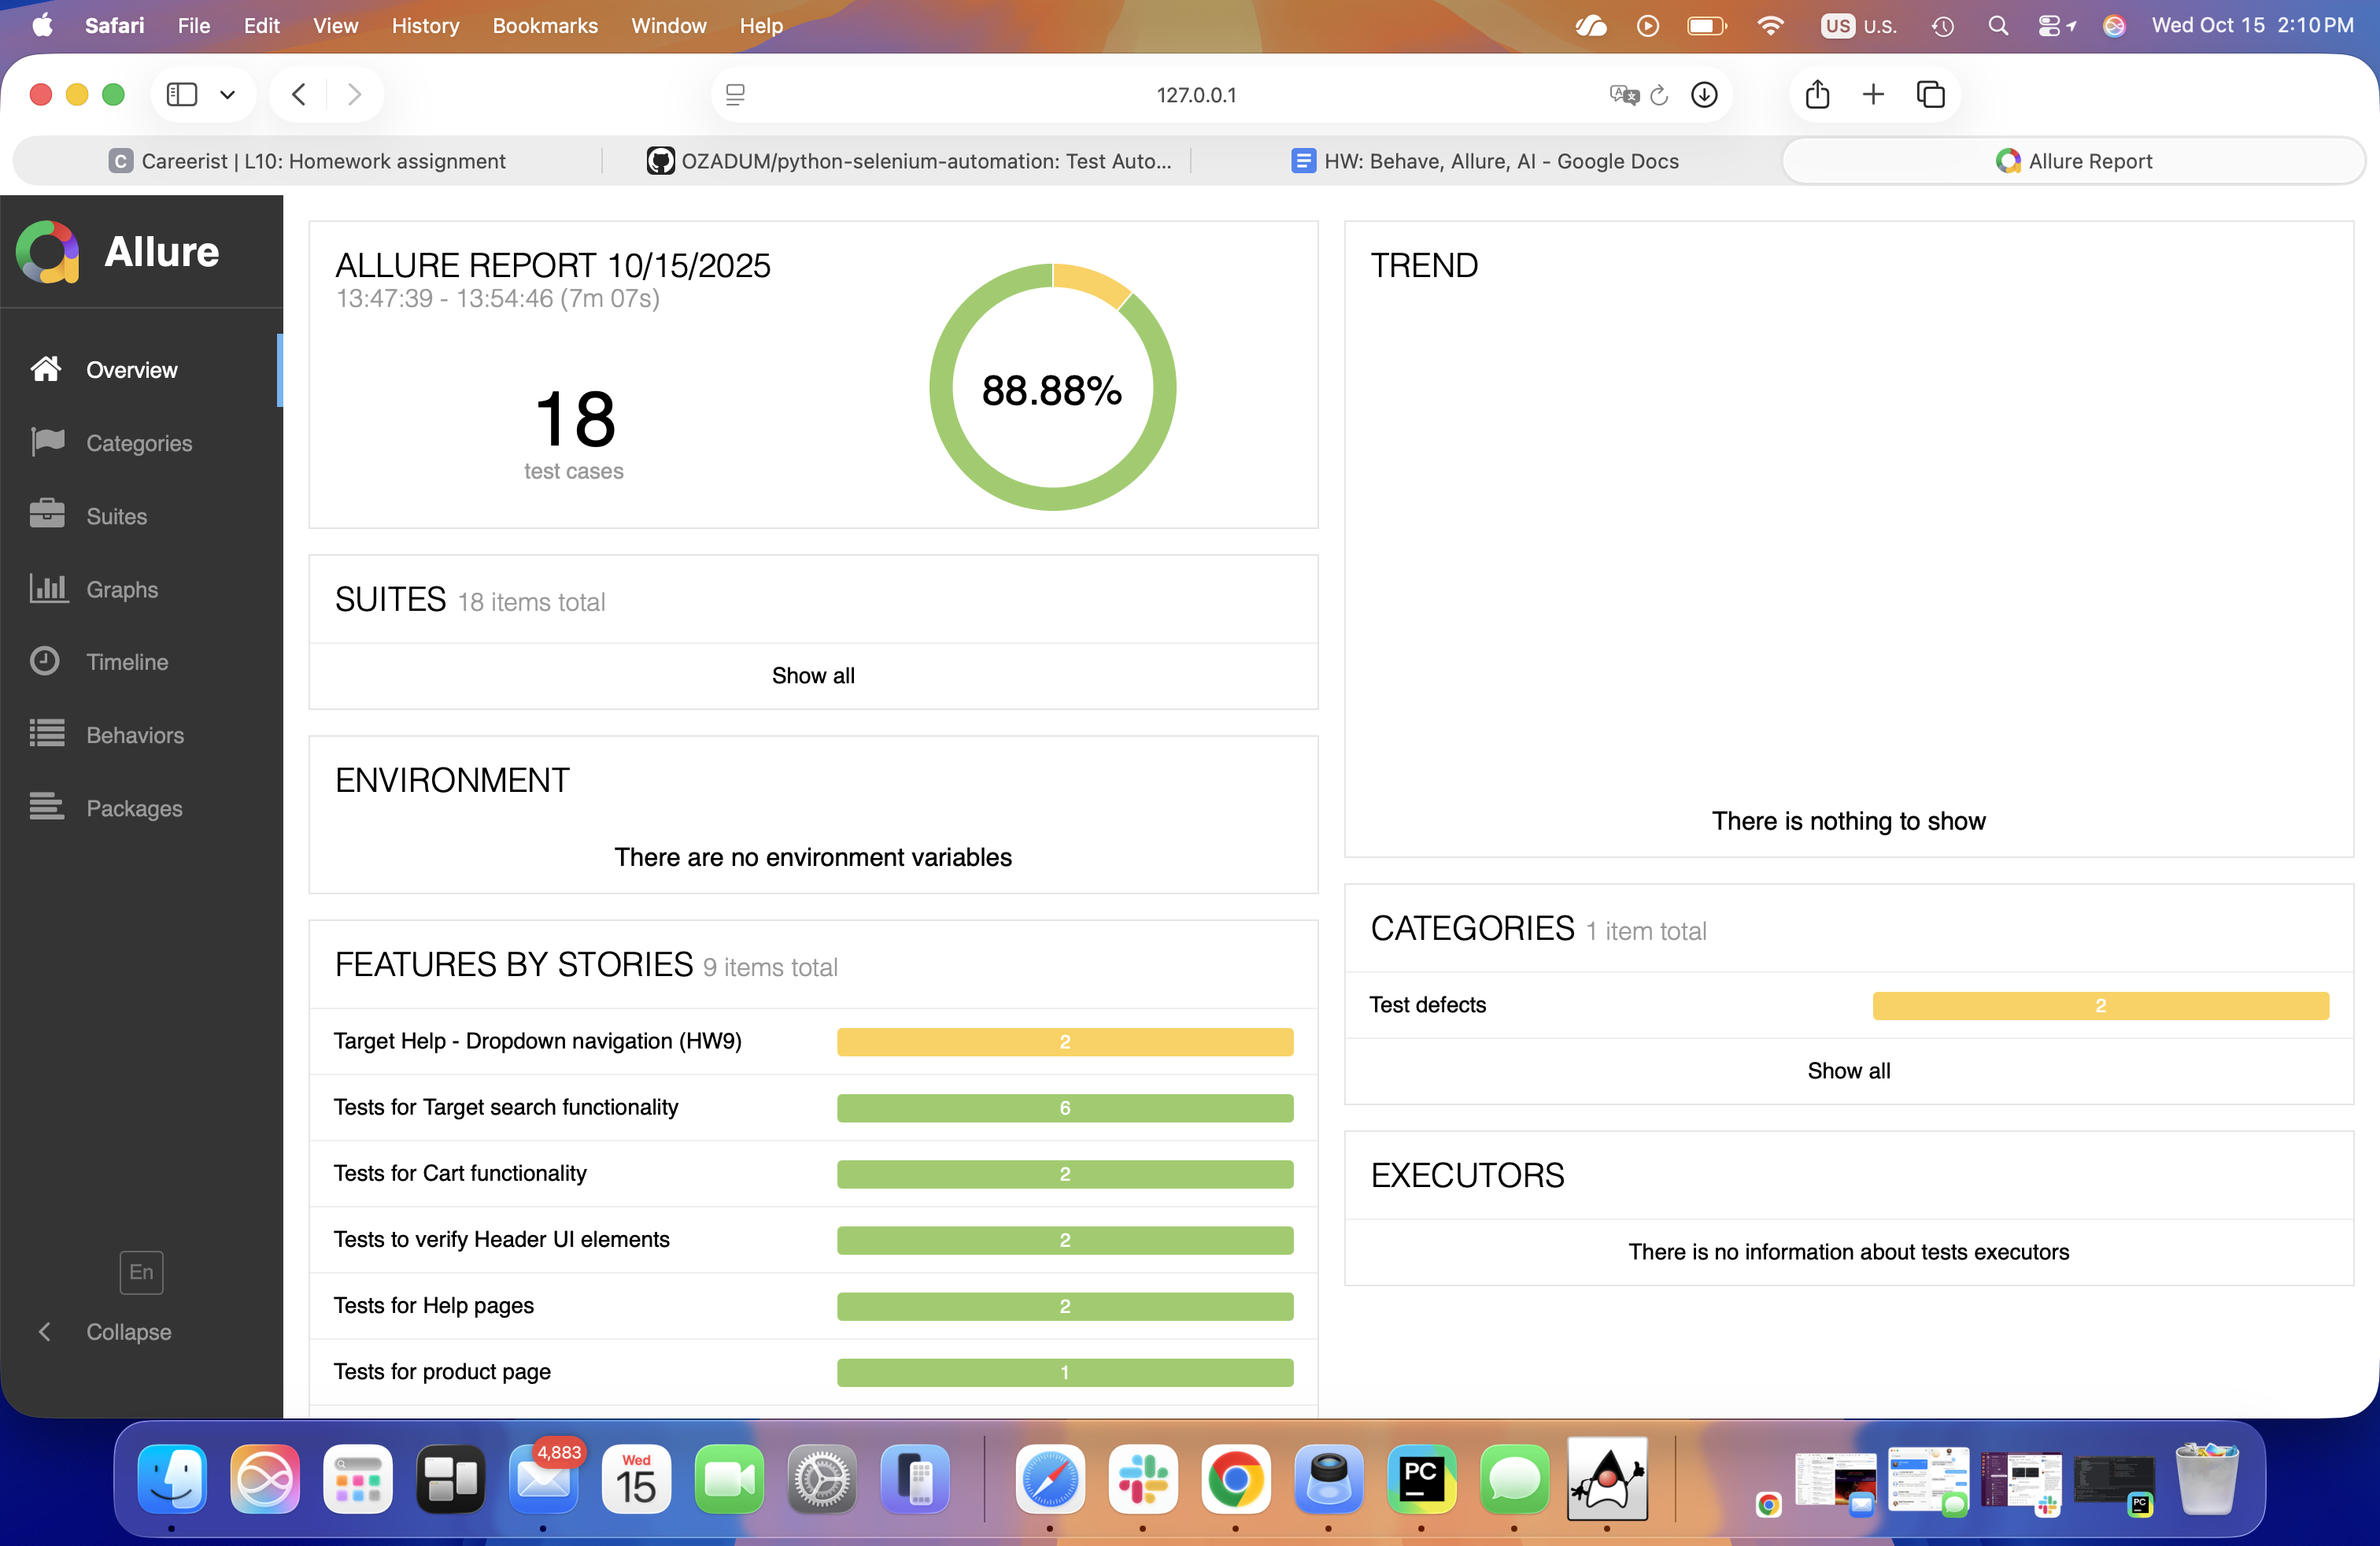 Safari File Edit View History Bookmarks Window Help US U.S. Wed Oct 15 2:10 PM
127.0.0.1
C Careerist | L10: Homework assignment
OZADUM/python-selenium-automation: Test Auto...
HW: Behave, Allure, AI - Google Docs
Allure Report
Allure
Overview
Categories
Suites
Graphs
Timeline
Behaviors
Packages
En
Collapse
ALLURE REPORT 10/15/2025
13:47:39 - 13:54:46 (7m 07s)
18
test cases
88.88%
SUITES 18 items total
Show all
ENVIRONMENT
There are no environment variables
FEATURES BY STORIES 9 items total
Target Help - Dropdown navigation (HW9) 2
Tests for Target search functionality 6
Tests for Cart functionality 2
Tests to verify Header UI elements 2
Tests for Help pages 2
Tests for product page 1
TREND
There is nothing to show
CATEGORIES 1 item total
Test defects 2
Show all
EXECUTORS
There is no information about tests executors
4,883
Wed
15
PC
PC